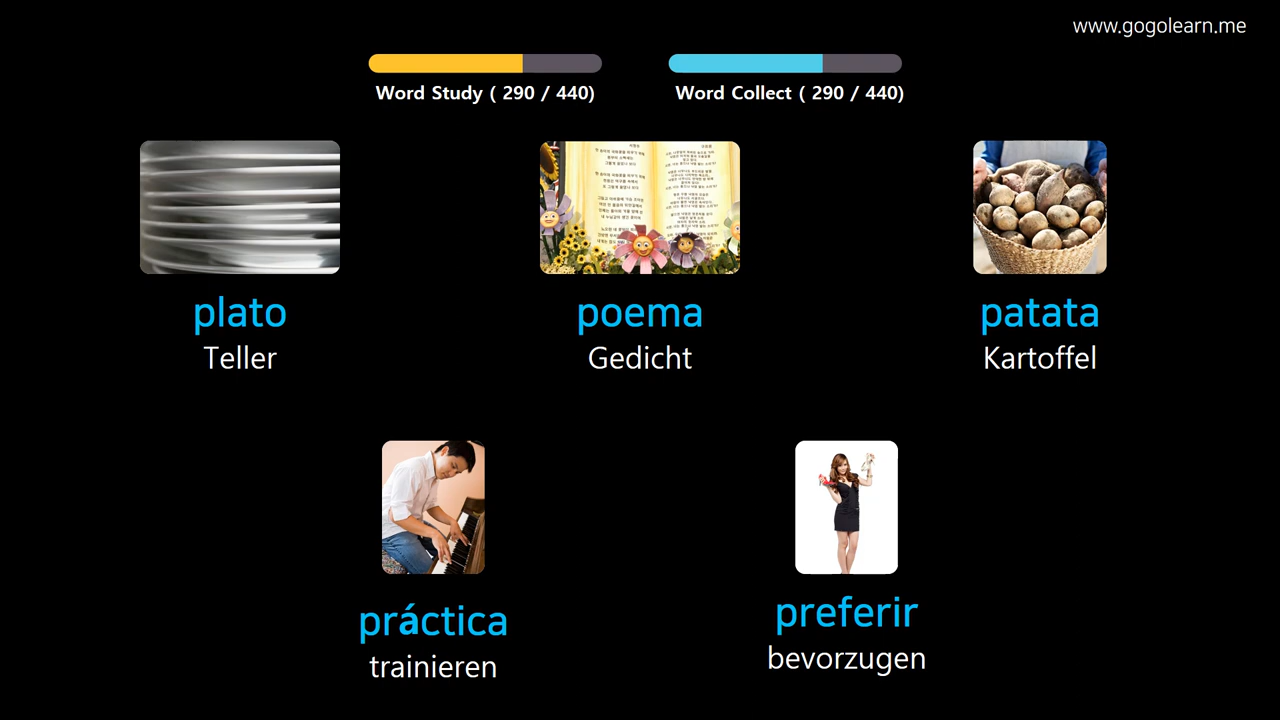 www.gogolearn.me
Word Study ( 290 / 440)
Word Collect ( 290 / 440)
plato
Teller
poema
Gedicht
patata
Kartoffel
práctica
trainieren
preferir
bevorzugen